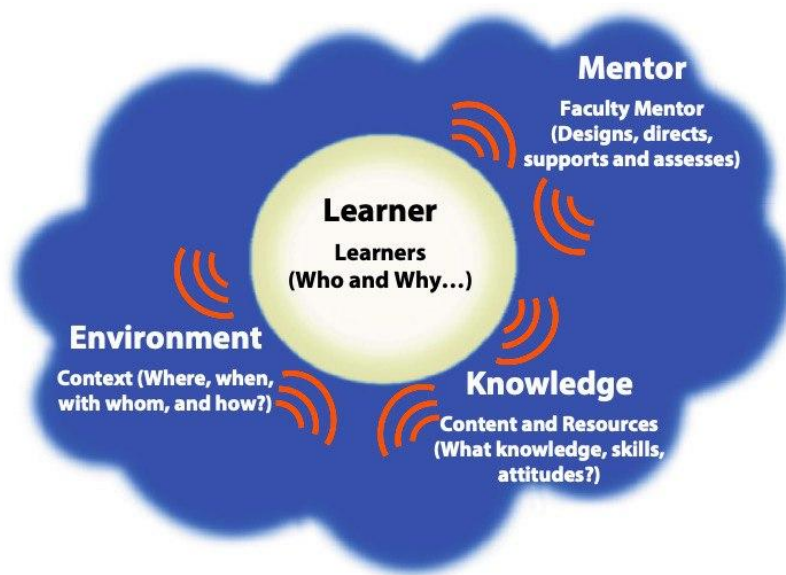 Mentor
Faculty Mentor
(Designs, directs,
supports and assesses)
Learner
Learners
(Who and Why…)
Environment
Context (Where, when,
with whom, and how?)
Knowledge
Content and Resources
(What knowledge, skills,
attitudes?)